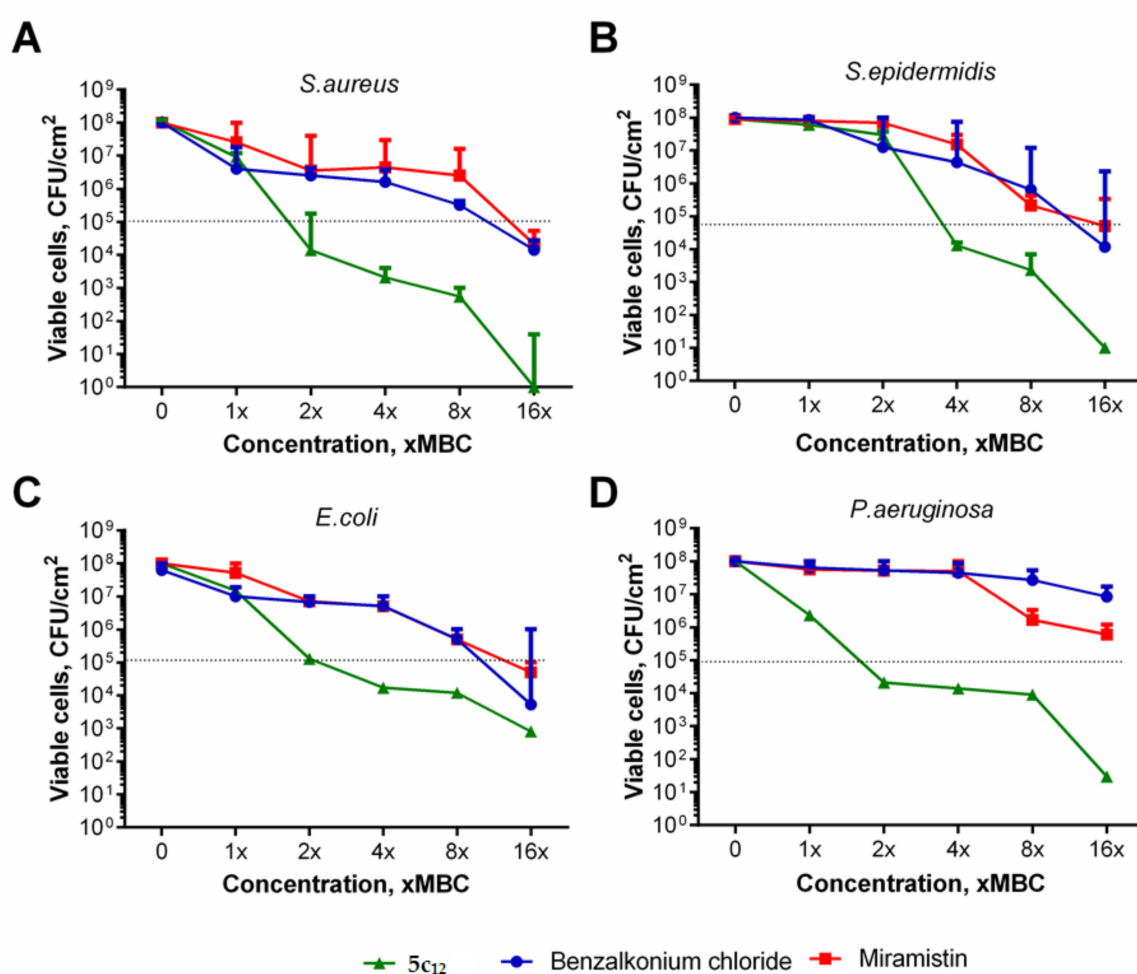 A
S.aureus
Viable cells, CFU/cm²
10⁹
10⁸
10⁷
10⁶
10⁵
10⁴
10³
10²
10¹
10⁰
0 1x 2x 4x 8x 16x
Concentration, xMBC
B
S.epidermidis
Viable cells, CFU/cm²
10⁹
10⁸
10⁷
10⁶
10⁵
10⁴
10³
10²
10¹
10⁰
0 1x 2x 4x 8x 16x
Concentration, xMBC
C
E.coli
Viable cells, CFU/cm²
10⁹
10⁸
10⁷
10⁶
10⁵
10⁴
10³
10²
10¹
10⁰
0 1x 2x 4x 8x 16x
Concentration, xMBC
D
P.aeruginosa
Viable cells, CFU/cm²
10⁹
10⁸
10⁷
10⁶
10⁵
10⁴
10³
10²
10¹
10⁰
0 1x 2x 4x 8x 16x
Concentration, xMBC
5c₁₂ Benzalkonium chloride Miramistin